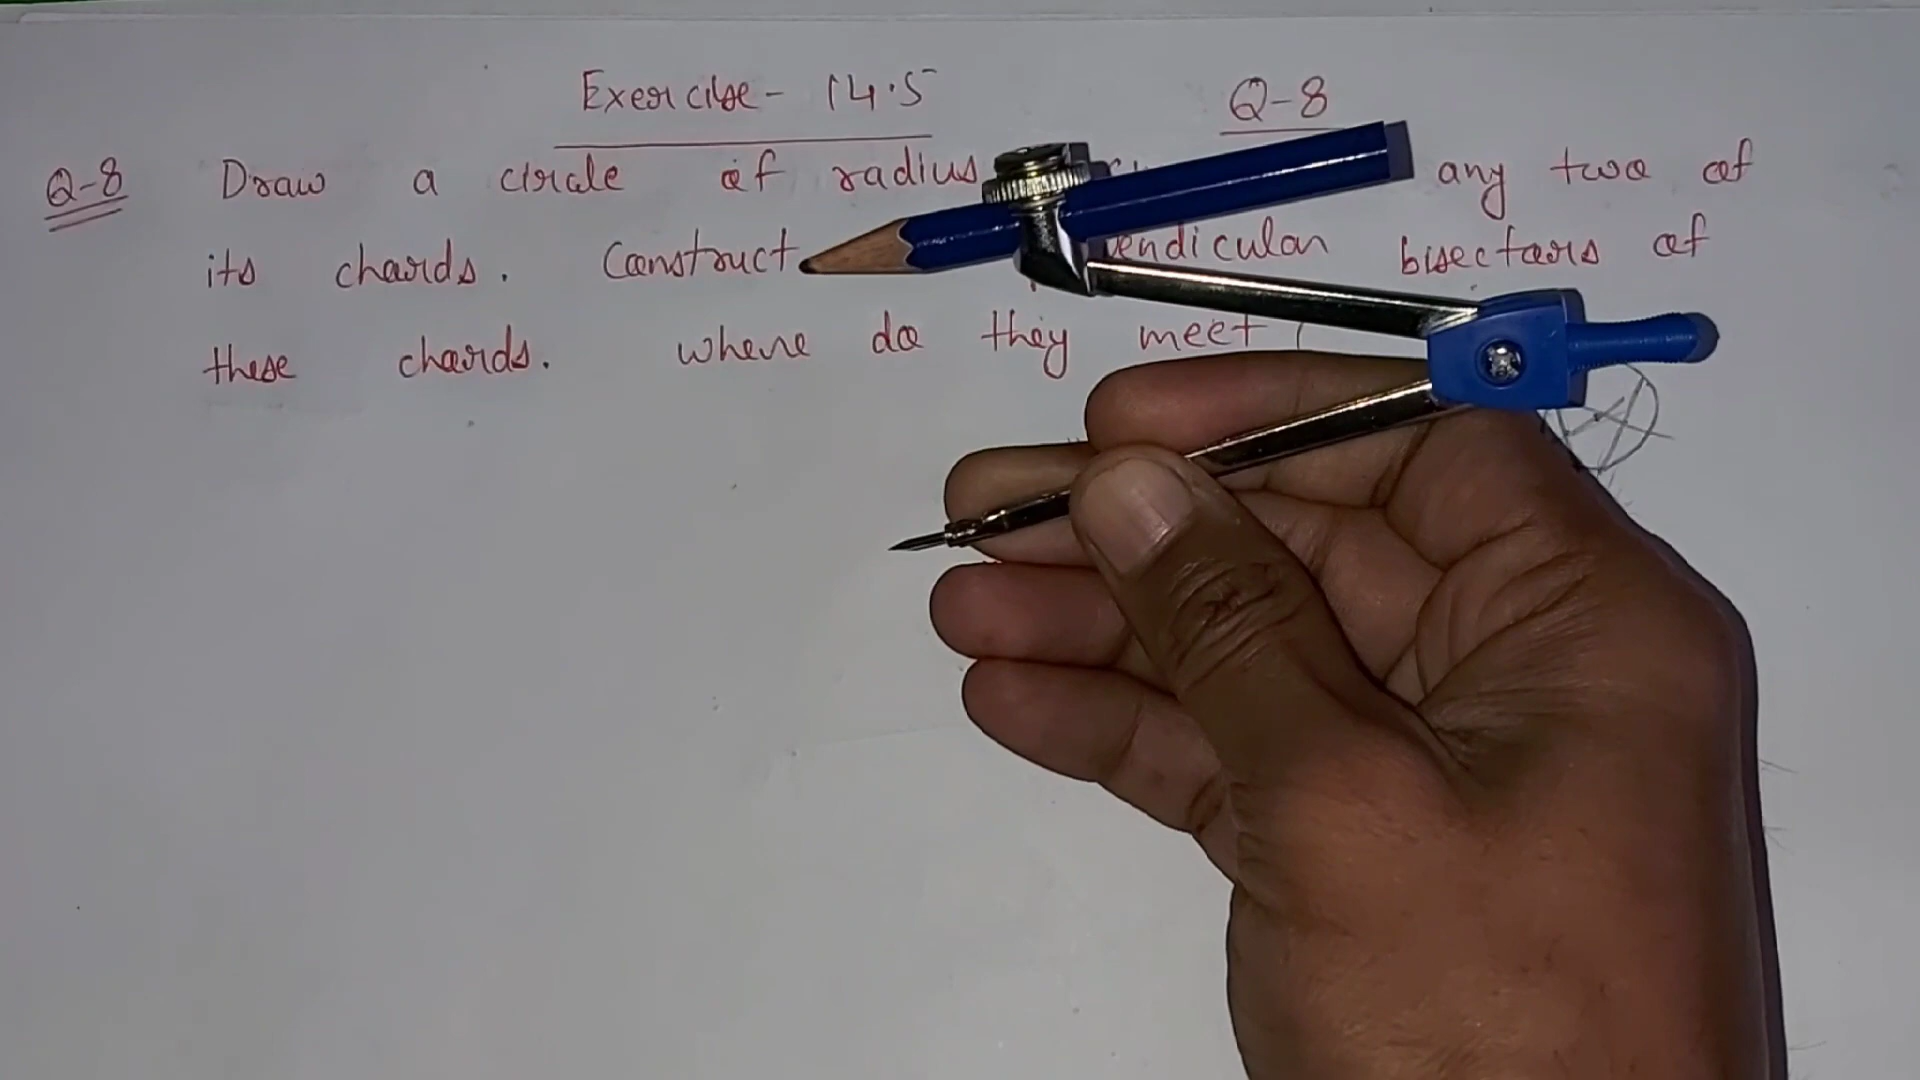 Exercise - 14.5 Q-8
Q-8 Draw a circle of radius any two of
its chords. Construct bisectors of
these chords. where do they meet